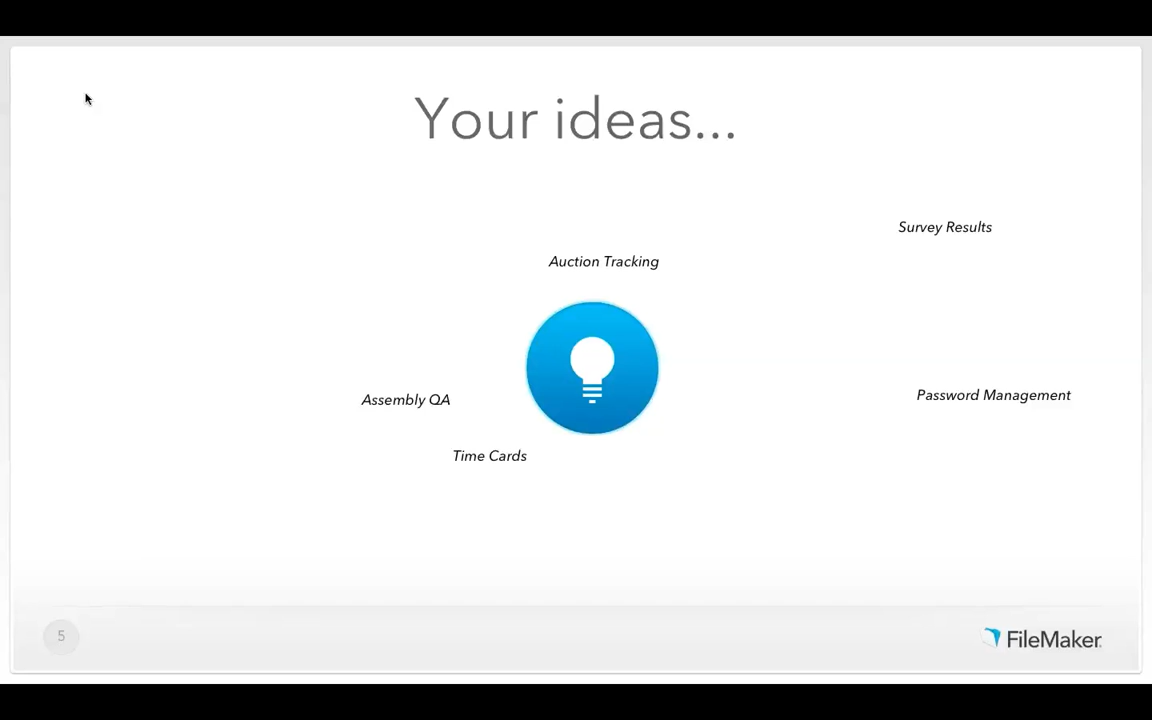 Your ideas...
Survey Results
Auction Tracking
Password Management
Assembly QA
Time Cards
5
FileMaker